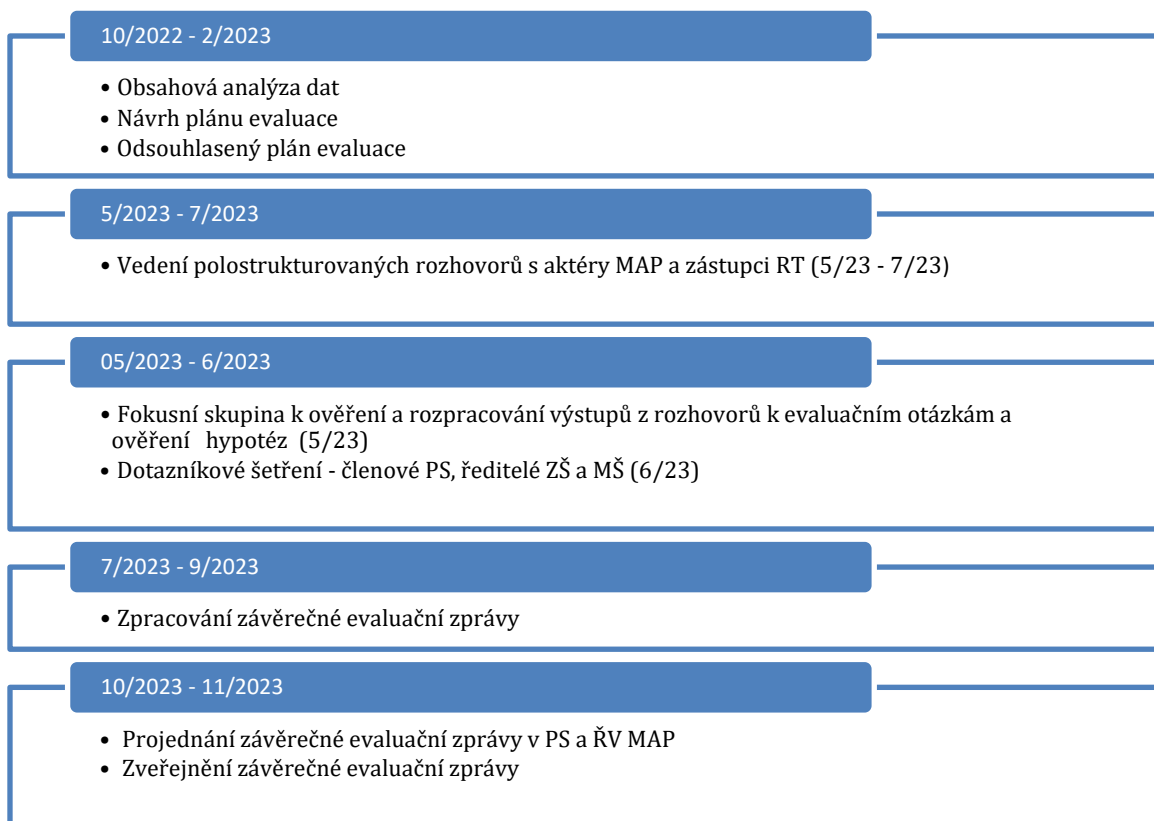 10/2022 - 2/2023
• Obsahová analýza dat
• Návrh plánu evaluace
• Odsouhlasený plán evaluace
5/2023 - 7/2023
• Vedení polostrukturovaných rozhovorů s aktéry MAP a zástupci RT (5/23 - 7/23)
05/2023 - 6/2023
• Fokusní skupina k ověření a rozpracování výstupů z rozhovorů k evaluačním otázkám a
ověření hypotéz (5/23)
• Dotazníkové šetření - členové PS, ředitelé ZŠ a MŠ (6/23)
7/2023 - 9/2023
• Zpracování závěrečné evaluační zprávy
10/2023 - 11/2023
• Projednání závěrečné evaluační zprávy v PS a ŘV MAP
• Zveřejnění závěrečné evaluační zprávy